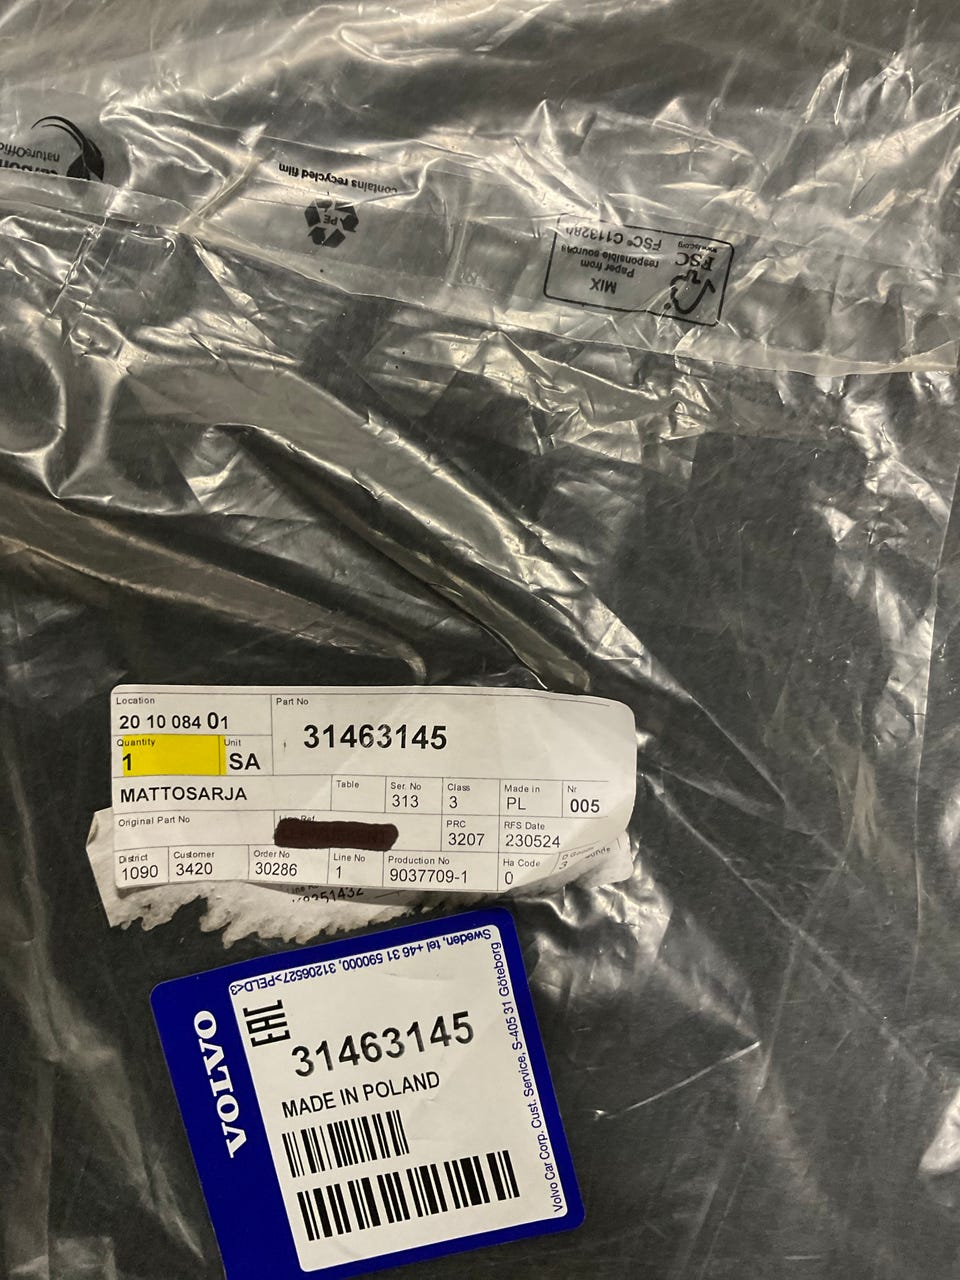 natureOffic
contains recycled film
PE
MIX
Paper from
responsible sources
FSC
www.fsc.org
Location
20 10 084 01
Part No
31463145
Quantity
1
Unit
SA
MATTOSARJA
Table
Ser. No
313
Class
3
Made in
PL
Nr
005
Original Part No
PRC
3207
RFS Date
230524
District
1090
Customer
3420
Order No
30286
Line No
1
Production No
9037709-1
Ha Code
0
VOLVO
Sweden, tel +46 31 590000, 31206527>PELD<3
EAC
31463145
MADE IN POLAND
Volvo Car Corp. Cust. Service, S-405 31 Göteborg